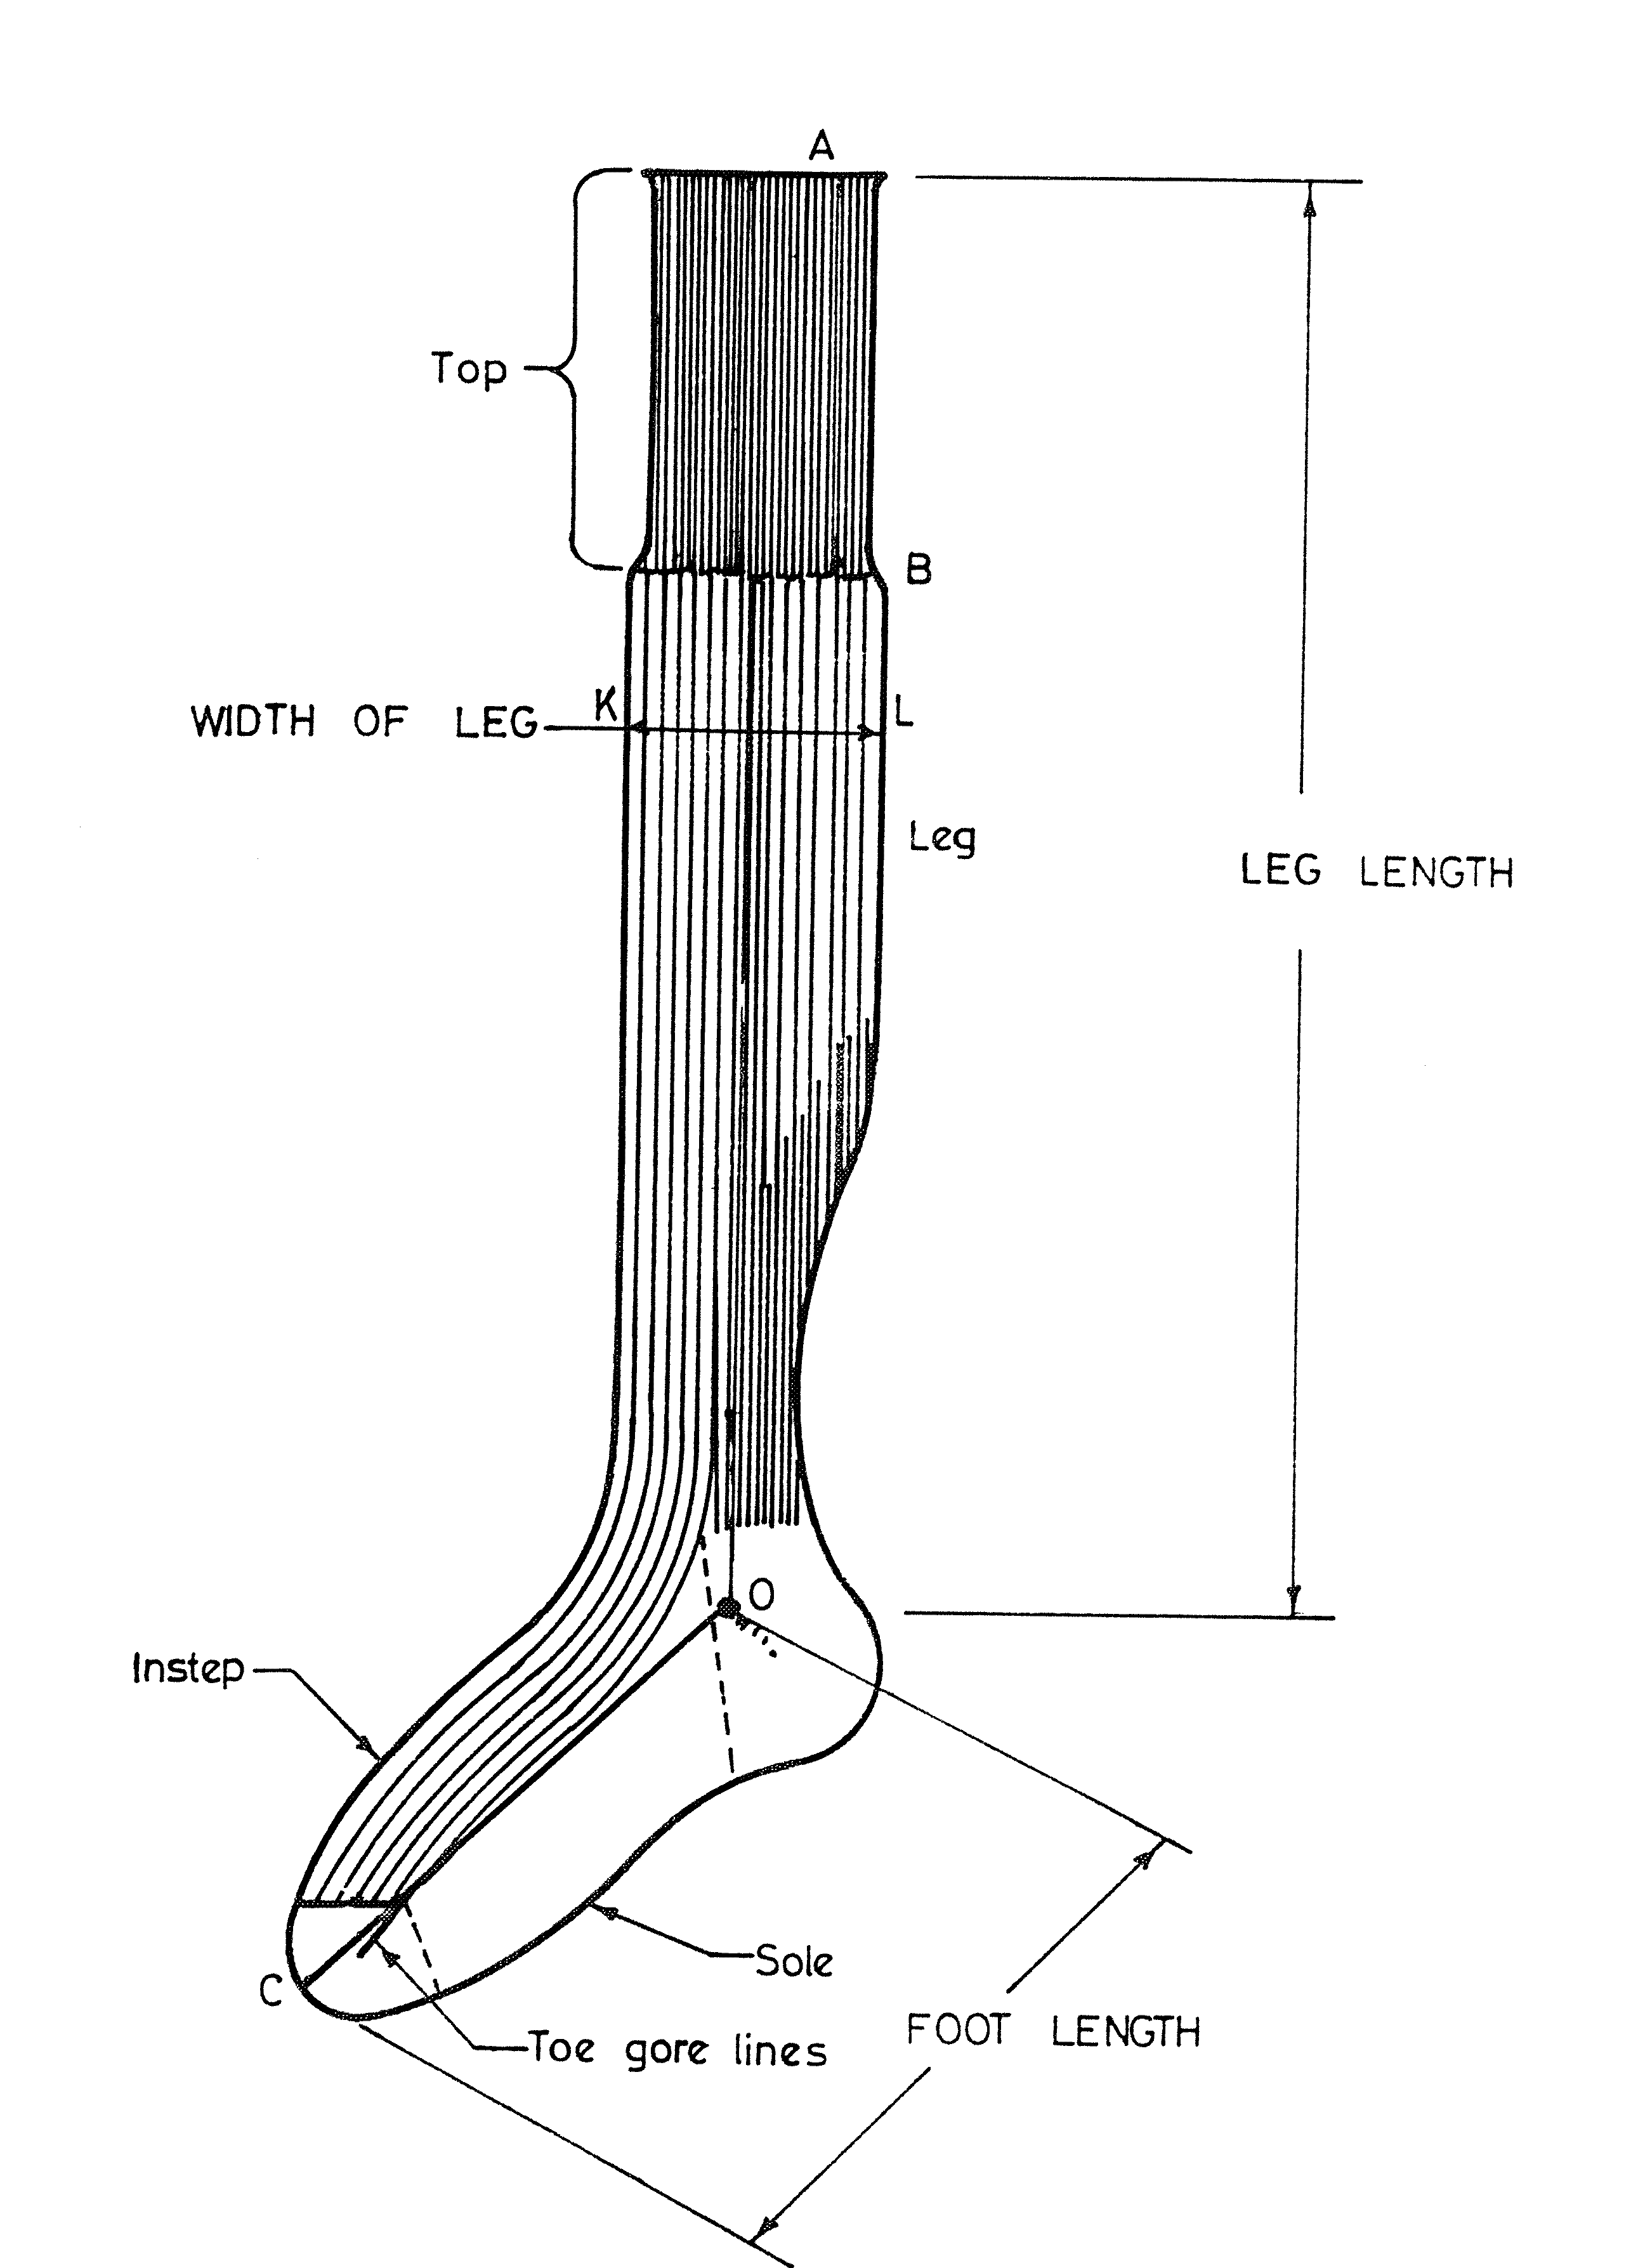 A
Top
B
WIDTH OF LEG
K
L
Leg
LEG LENGTH
O
Instep
Sole
C
FOOT LENGTH
Toe gore lines